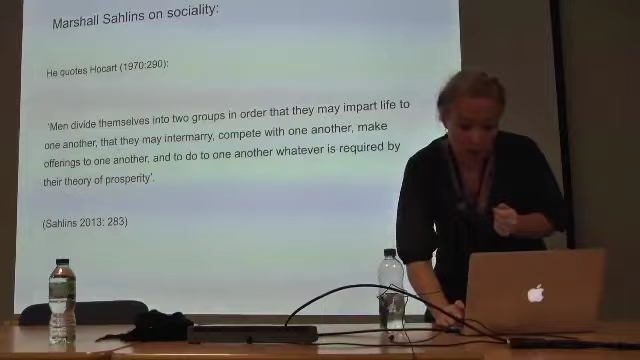 Marshall Sahlins on sociality:
He quotes Hocart (1970:290):
'Men divide themselves into two groups in order that they may impart life to
one another, that they may intermarry, compete with one another, make
offerings to one another, and to do to one another whatever is required by
their theory of prosperity'.
(Sahlins 2013: 283)